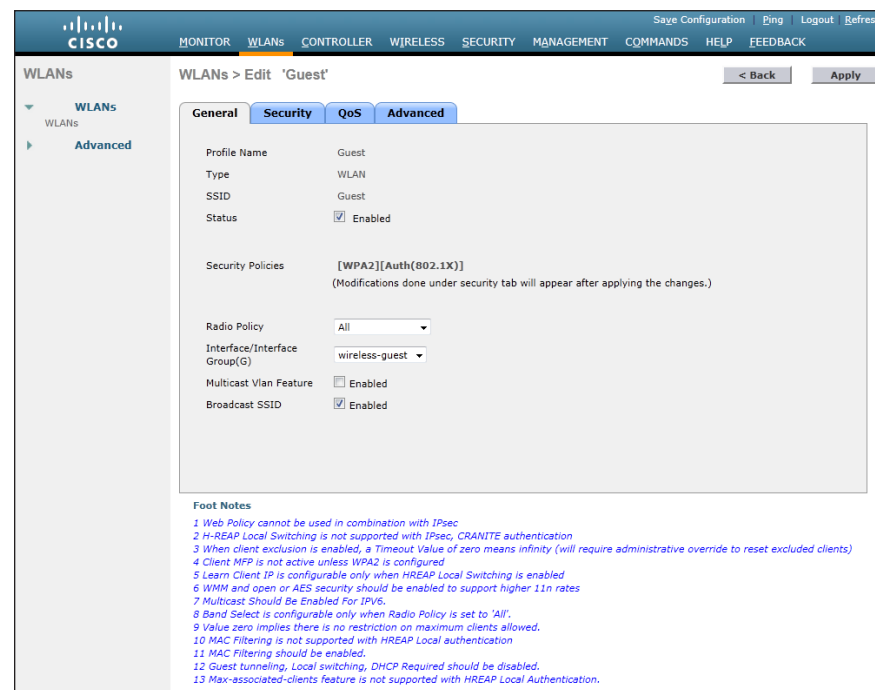 Save Configuration | Ping | Logout | Refres
CISCO
MONITOR WLANs CONTROLLER WIRELESS SECURITY MANAGEMENT COMMANDS HELP FEEDBACK
WLANs
WLANs > Edit 'Guest'
< Back
Apply
WLANs
WLANs
Advanced
General Security QoS Advanced
Profile Name Guest
Type WLAN
SSID Guest
Status Enabled
Security Policies [WPA2][Auth(802.1X)]
(Modifications done under security tab will appear after applying the changes.)
Radio Policy All
Interface/Interface
Group(G) wireless-guest
Multicast Vlan Feature Enabled
Broadcast SSID Enabled
Foot Notes
1 Web Policy cannot be used in combination with IPsec
2 H-REAP Local Switching is not supported with IPsec, CRANITE authentication
3 When client exclusion is enabled, a Timeout Value of zero means infinity (will require administrative override to reset excluded clients)
4 Client MFP is not active unless WPA2 is configured
5 Learn Client IP is configurable only when HREAP Local Switching is enabled
6 WMM and open or AES security should be enabled to support higher 11n rates
7 Multicast Should Be Enabled For IPV6.
8 Band Select is configurable only when Radio Policy is set to 'All'.
9 Value zero implies there is no restriction on maximum clients allowed.
10 MAC Filtering is not supported with HREAP Local authentication
11 MAC Filtering should be enabled.
12 Guest tunneling, Local switching, DHCP Required should be disabled.
13 Max-associated-clients feature is not supported with HREAP Local Authentication.